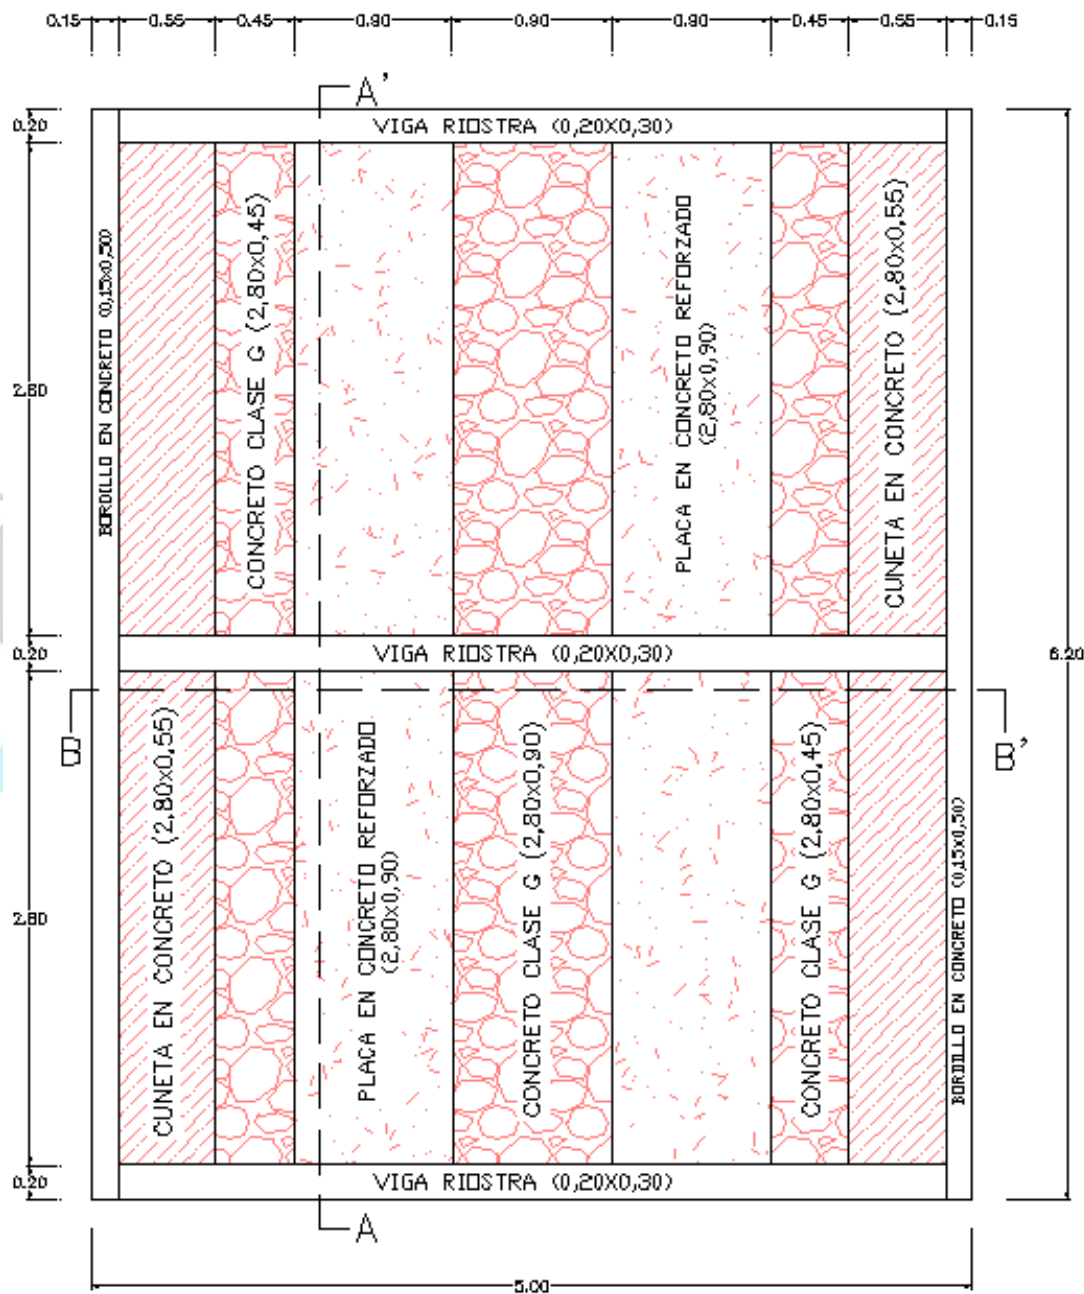 0.15 0.55 0.45 0.90 0.90 0.90 0.45 0.55 0.15
A'
0.20
VIGA RIOSTRA (0,20X0,30)
BORDILLO EN CONCRETO (0,15x0,50)
CONCRETO CLASE G (2,80x0,45)
PLACA EN CONCRETO REFORZADO
(2,80x0,90)
CUNETA EN CONCRETO (2,80x0,55)
2.80
0.20
VIGA RIOSTRA (0,20X0,30)
6.20
B
B'
CUNETA EN CONCRETO (2,80x0,55)
PLACA EN CONCRETO REFORZADO
(2,80x0,90)
CONCRETO CLASE G (2,80x0,90)
CONCRETO CLASE G (2,80x0,45)
BORDILLO EN CONCRETO (0,15x0,50)
2.80
0.20
VIGA RIOSTRA (0,20X0,30)
A
5.00